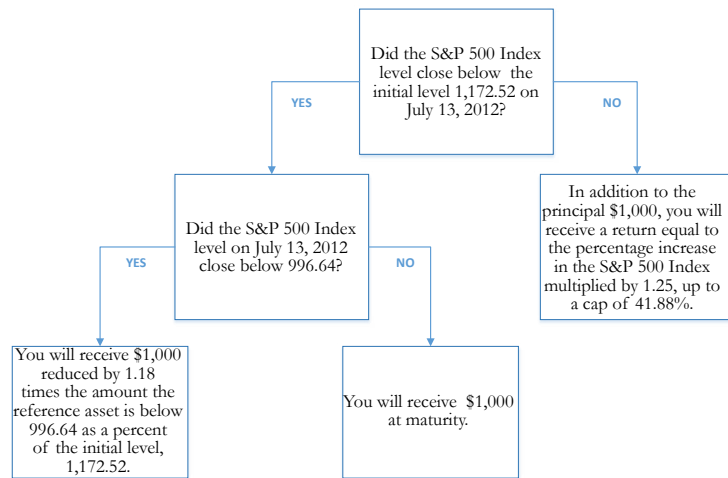 Did the S&P 500 Index
level close below the
initial level 1,172.52 on
July 13, 2012?
YES
NO
Did the S&P 500 Index
level on July 13, 2012
close below 996.64?
In addition to the
principal $1,000, you will
receive a return equal to
the percentage increase
in the S&P 500 Index
multiplied by 1.25, up to
a cap of 41.88%.
YES
NO
You will receive $1,000
reduced by 1.18
times the amount the
reference asset is below
996.64 as a percent
of the initial level,
1,172.52.
You will receive $1,000
at maturity.